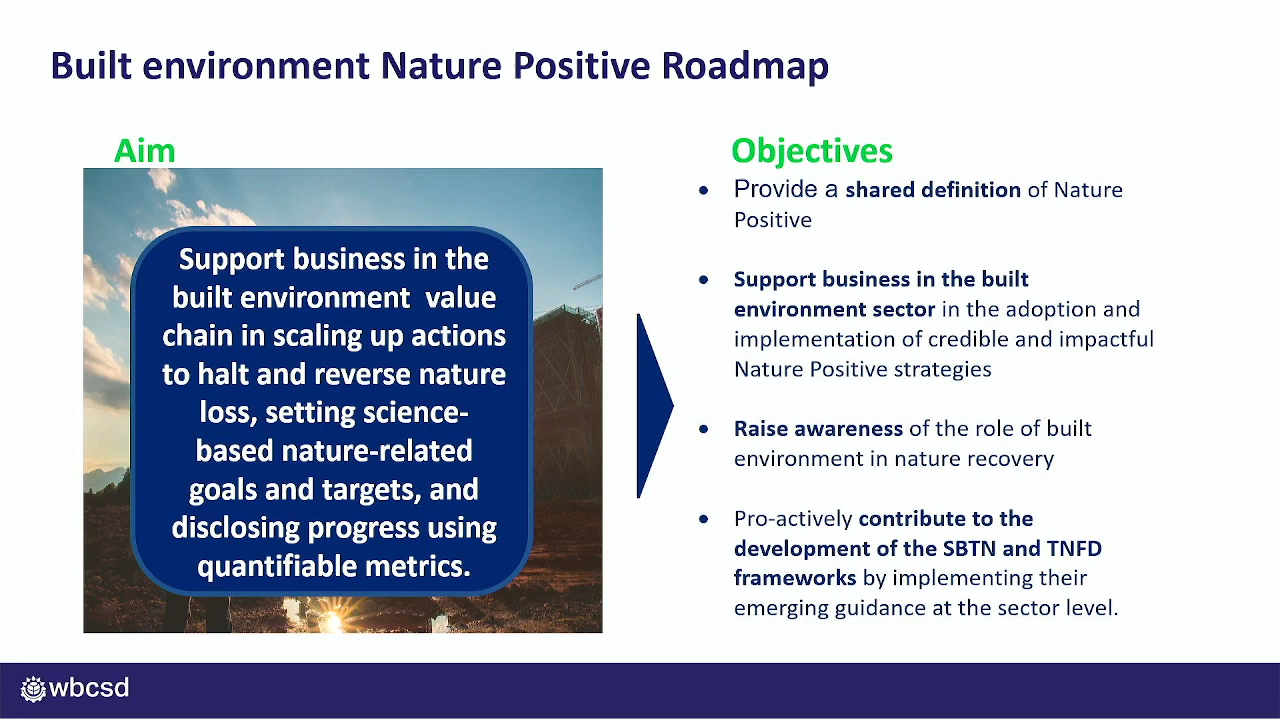 Built environment Nature Positive Roadmap
Aim
Support business in the
built environment value
chain in scaling up actions
to halt and reverse nature
loss, setting science-
based nature-related
goals and targets, and
disclosing progress using
quantifiable metrics.
Objectives
• Provide a shared definition of Nature
Positive
• Support business in the built
environment sector in the adoption and
implementation of credible and impactful
Nature Positive strategies
• Raise awareness of the role of built
environment in nature recovery
• Pro-actively contribute to the
development of the SBTN and TNFD
frameworks by implementing their
emerging guidance at the sector level.
wbcsd